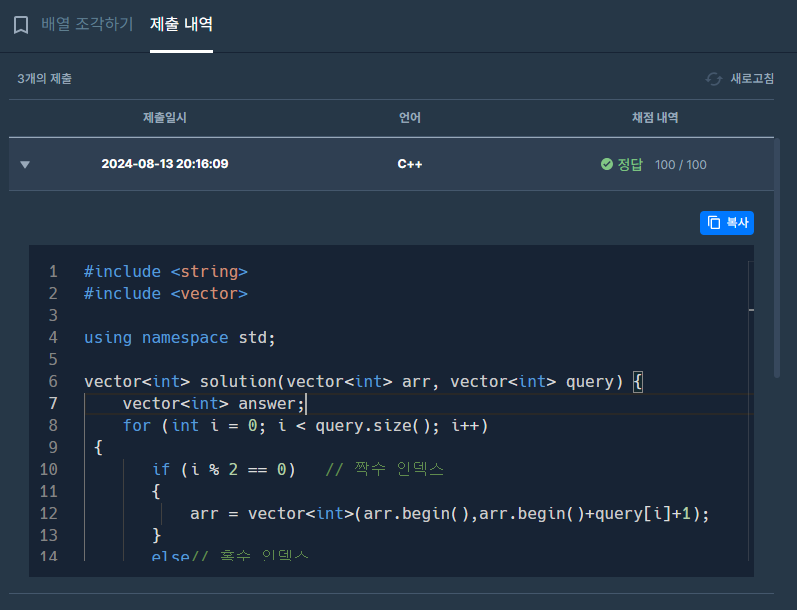 배열 조각하기 제출 내역
3개의 제출 새로고침
제출일시 언어 채점 내역
2024-08-13 20:16:09 C++ 정답 100 / 100
복사
1 #include <string>
2 #include <vector>
3
4 using namespace std;
5
6 vector<int> solution(vector<int> arr, vector<int> query) {
7 vector<int> answer;
8 for (int i = 0; i < query.size(); i++)
9 {
10 if (i % 2 == 0) // 짝수 인덱스
11 {
12 arr = vector<int>(arr.begin(),arr.begin()+query[i]+1);
13 }
14 else// 홀수 인덱스